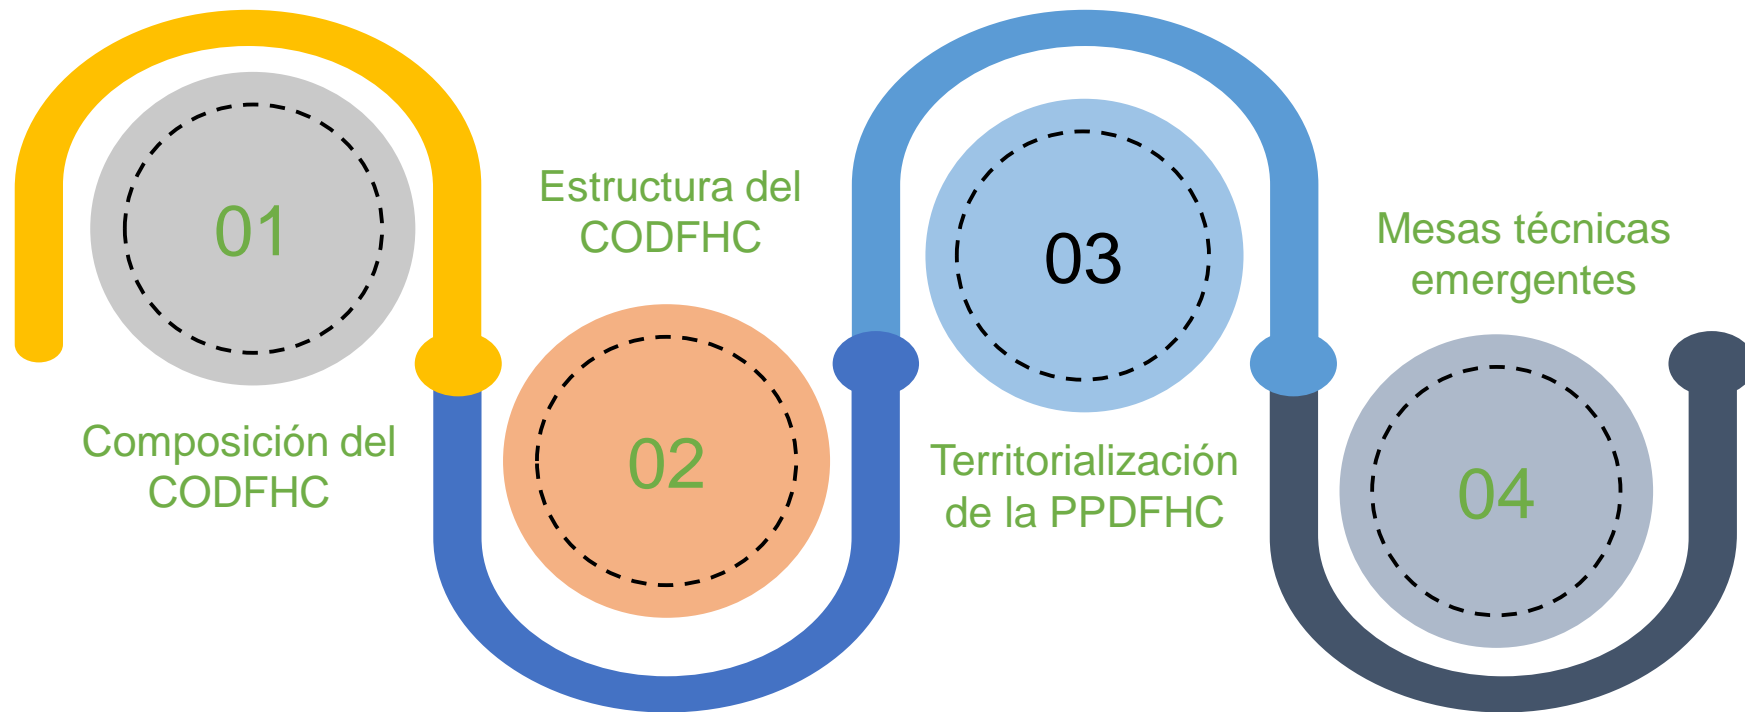 01
Composición del
CODFHC
Estructura del
CODFHC
02
03
Territorialización
de la PPDFHC
Mesas técnicas
emergentes
04